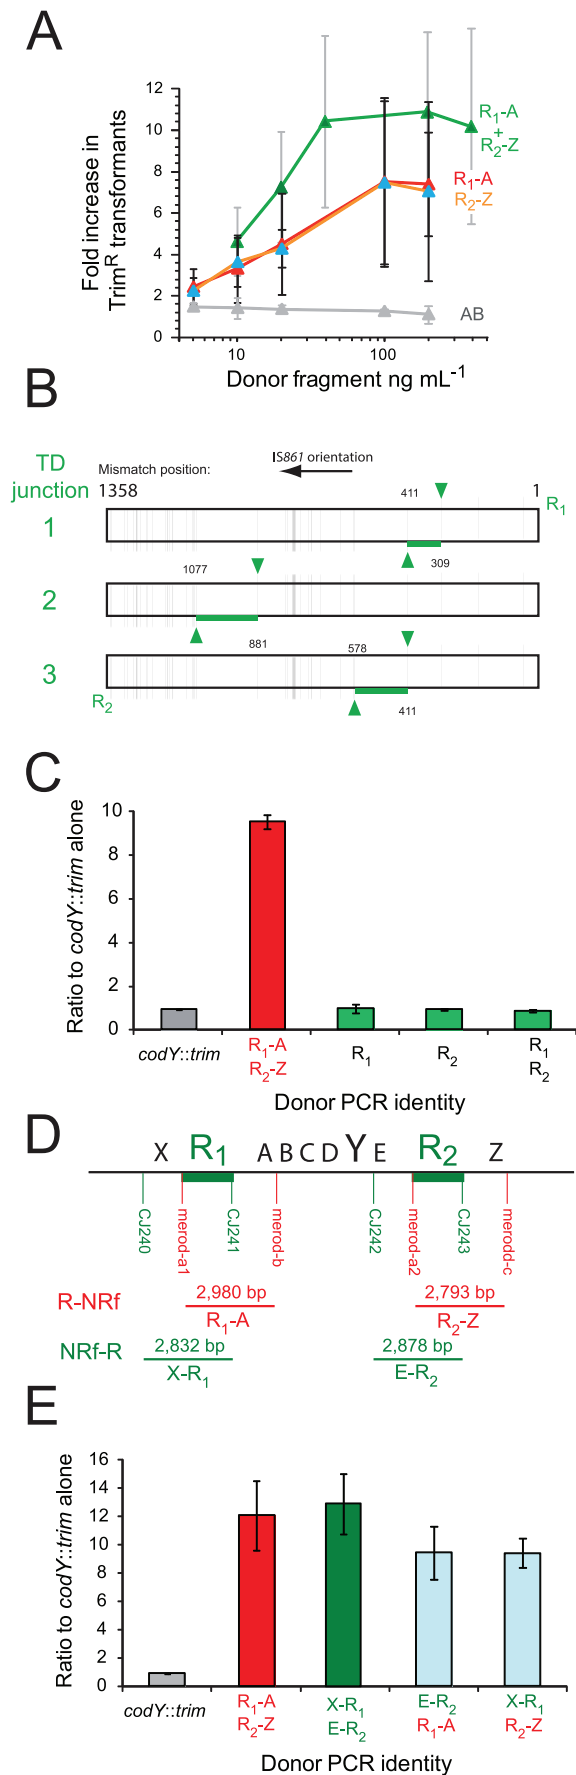 A
Fold increase in
Trim^R transformants
12
10
8
6
4
2
0
10
100
Donor fragment ng mL^-1
R1-A
+
R2-Z
R1-A
R2-Z
AB
B
TD
junction
Mismatch position:
IS861 orientation
1358
411
1
R1
1
309
1077
2
881
578
3
R2
411
C
Ratio to codY::trim alone
10
8
6
4
2
0
codY::trim
R1-A
R2-Z
R1
R2
R1
R2
Donor PCR identity
D
X R1 A B C D Y E R2 Z
CJ240
merod-a1
CJ241
merod-b
CJ242
merod-a2
CJ243
merodd-c
R-NRf
2,980 bp
R1-A
2,793 bp
R2-Z
NRf-R
2,832 bp
X-R1
2,878 bp
E-R2
E
Ratio to codY::trim alone
16
14
12
10
8
6
4
2
0
codY::trim
R1-A
R2-Z
X-R1
E-R2
E-R2
R1-A
X-R1
R2-Z
Donor PCR identity